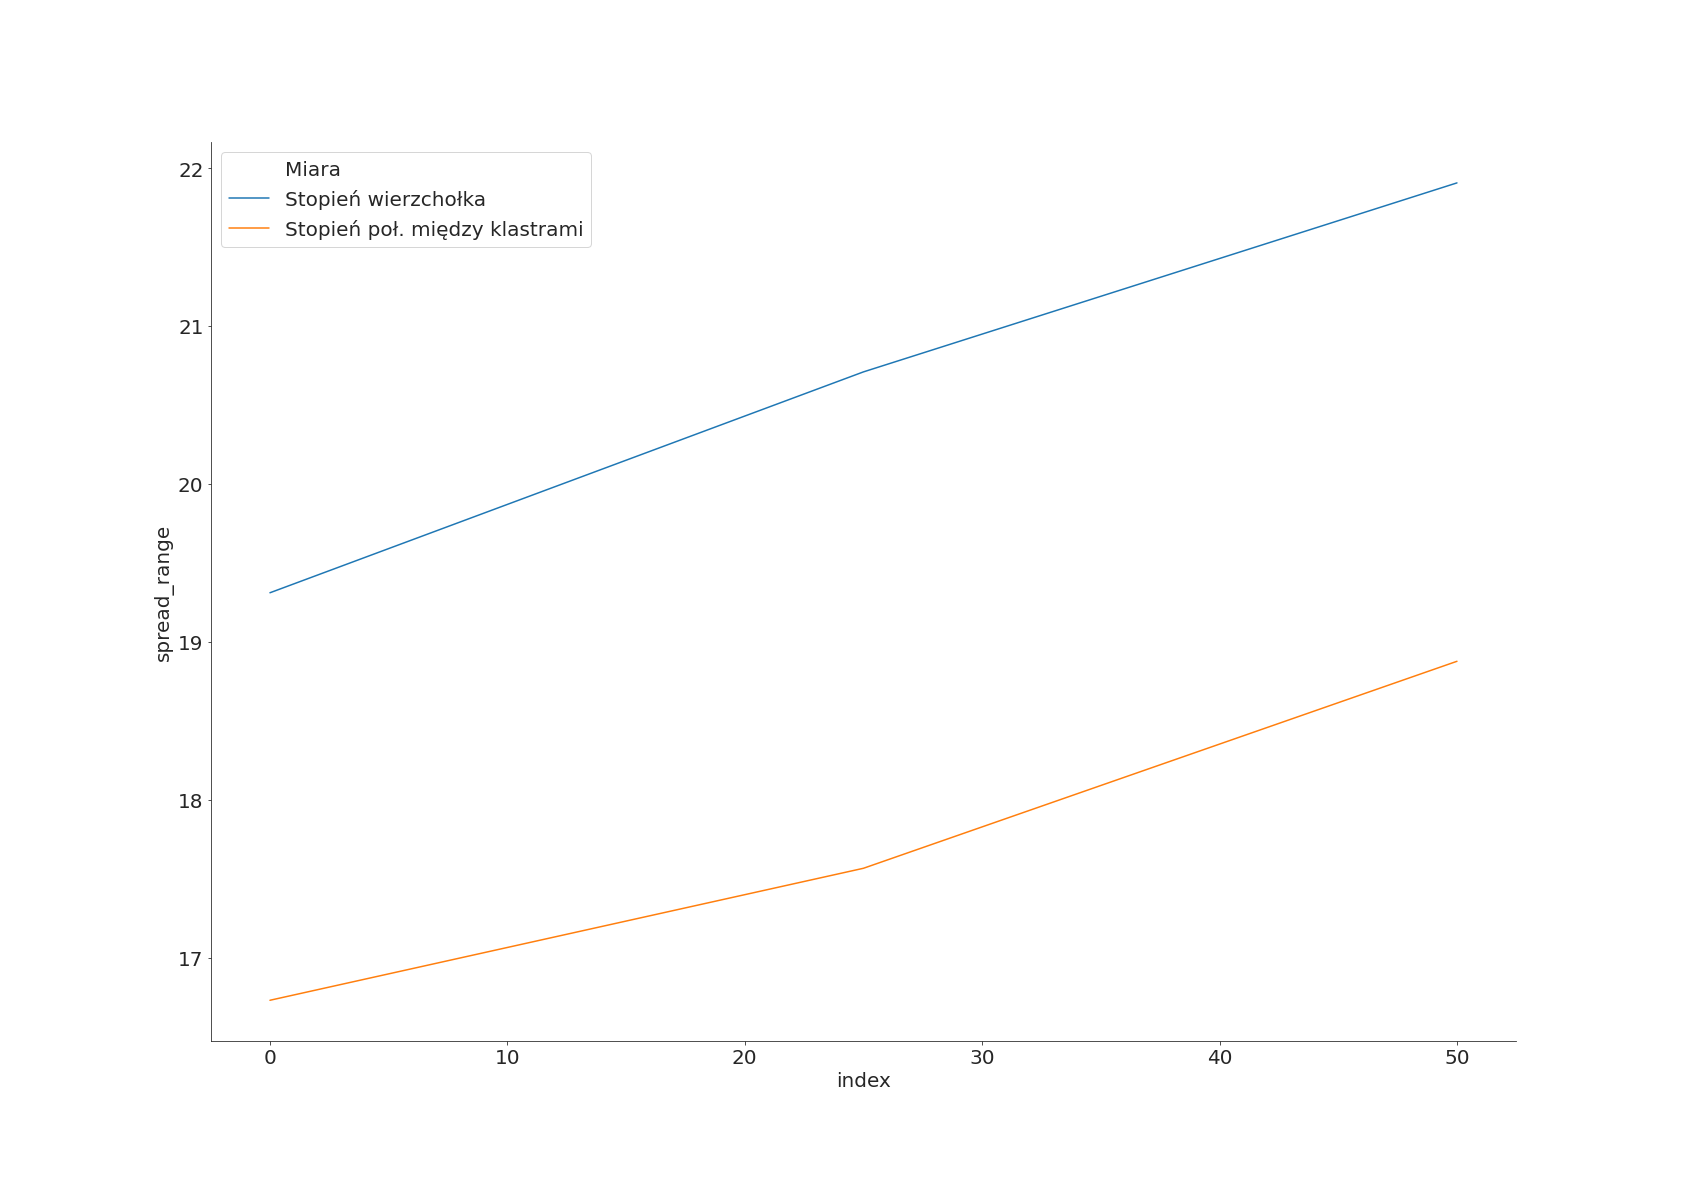 Miara
Stopień wierzchołka
Stopień poł. między klastrami
spread_range
22
21
20
19
18
17
0 10 20 30 40 50
index